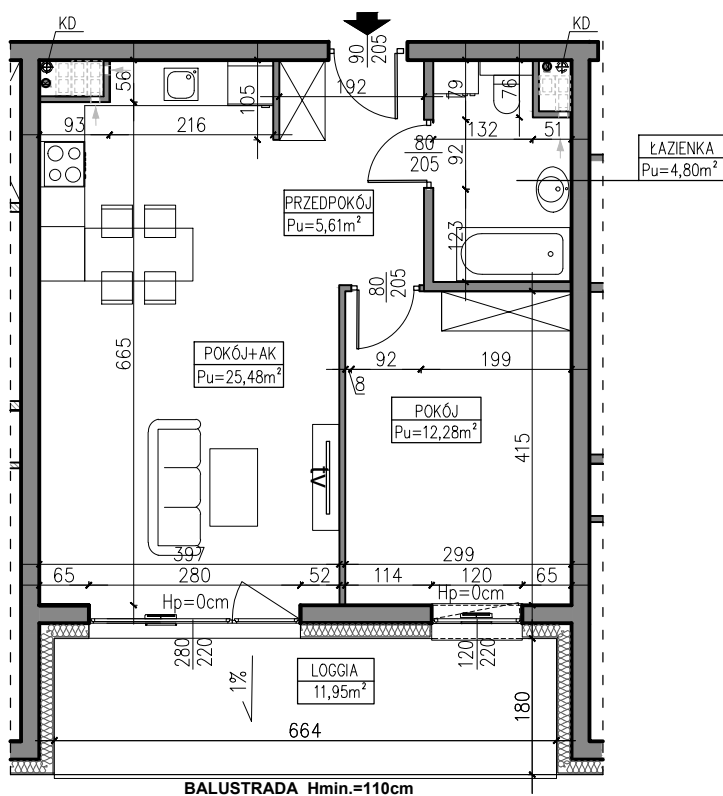 KD
KD
90
205
56
105
192
79
76
93
216
132
51
80
205
92
ŁAZIENKA
Pu=4,80m²
PRZEDPOKÓJ
Pu=5,61m²
123
80
205
665
POKÓJ+AK
Pu=25,48m²
92
199
8
POKÓJ
Pu=12,28m²
415
TV
397
299
65
280
52
114
120
65
Hp=0cm
Hp=0cm
280
220
120
220
LOGGIA
11,95m²
1%
180
664
BALUSTRADA Hmin.=110cm